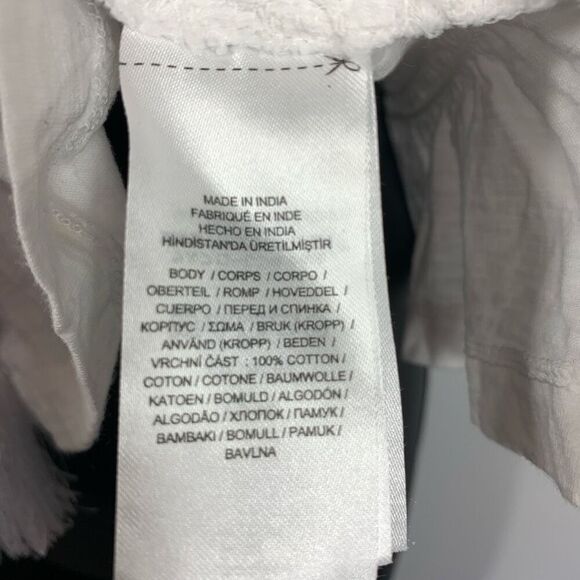 MADE IN INDIA
FABRIQUÉ EN INDE
HECHO EN INDIA
HİNDİSTAN'DA ÜRETİLMİŞTİR
BODY / CORPS / CORPO /
OBERTEIL / ROMP / HOVEDDEL /
CUERPO / ПЕРЕД И СПИНКА /
КОРПУС / ΣΩΜΑ / BRUK (KROPP) /
ANVÄND (KROPP) / BEDEN /
VRCHNÍ ČÁST : 100% COTTON /
COTON / COTONE / BAUMWOLLE /
KATOEN / BOMULD / ALGODÓN /
ALGODÃO / ХЛОПОК / ПАМУК /
BAMBAKI / BOMULL / PAMUK /
BAVLNA